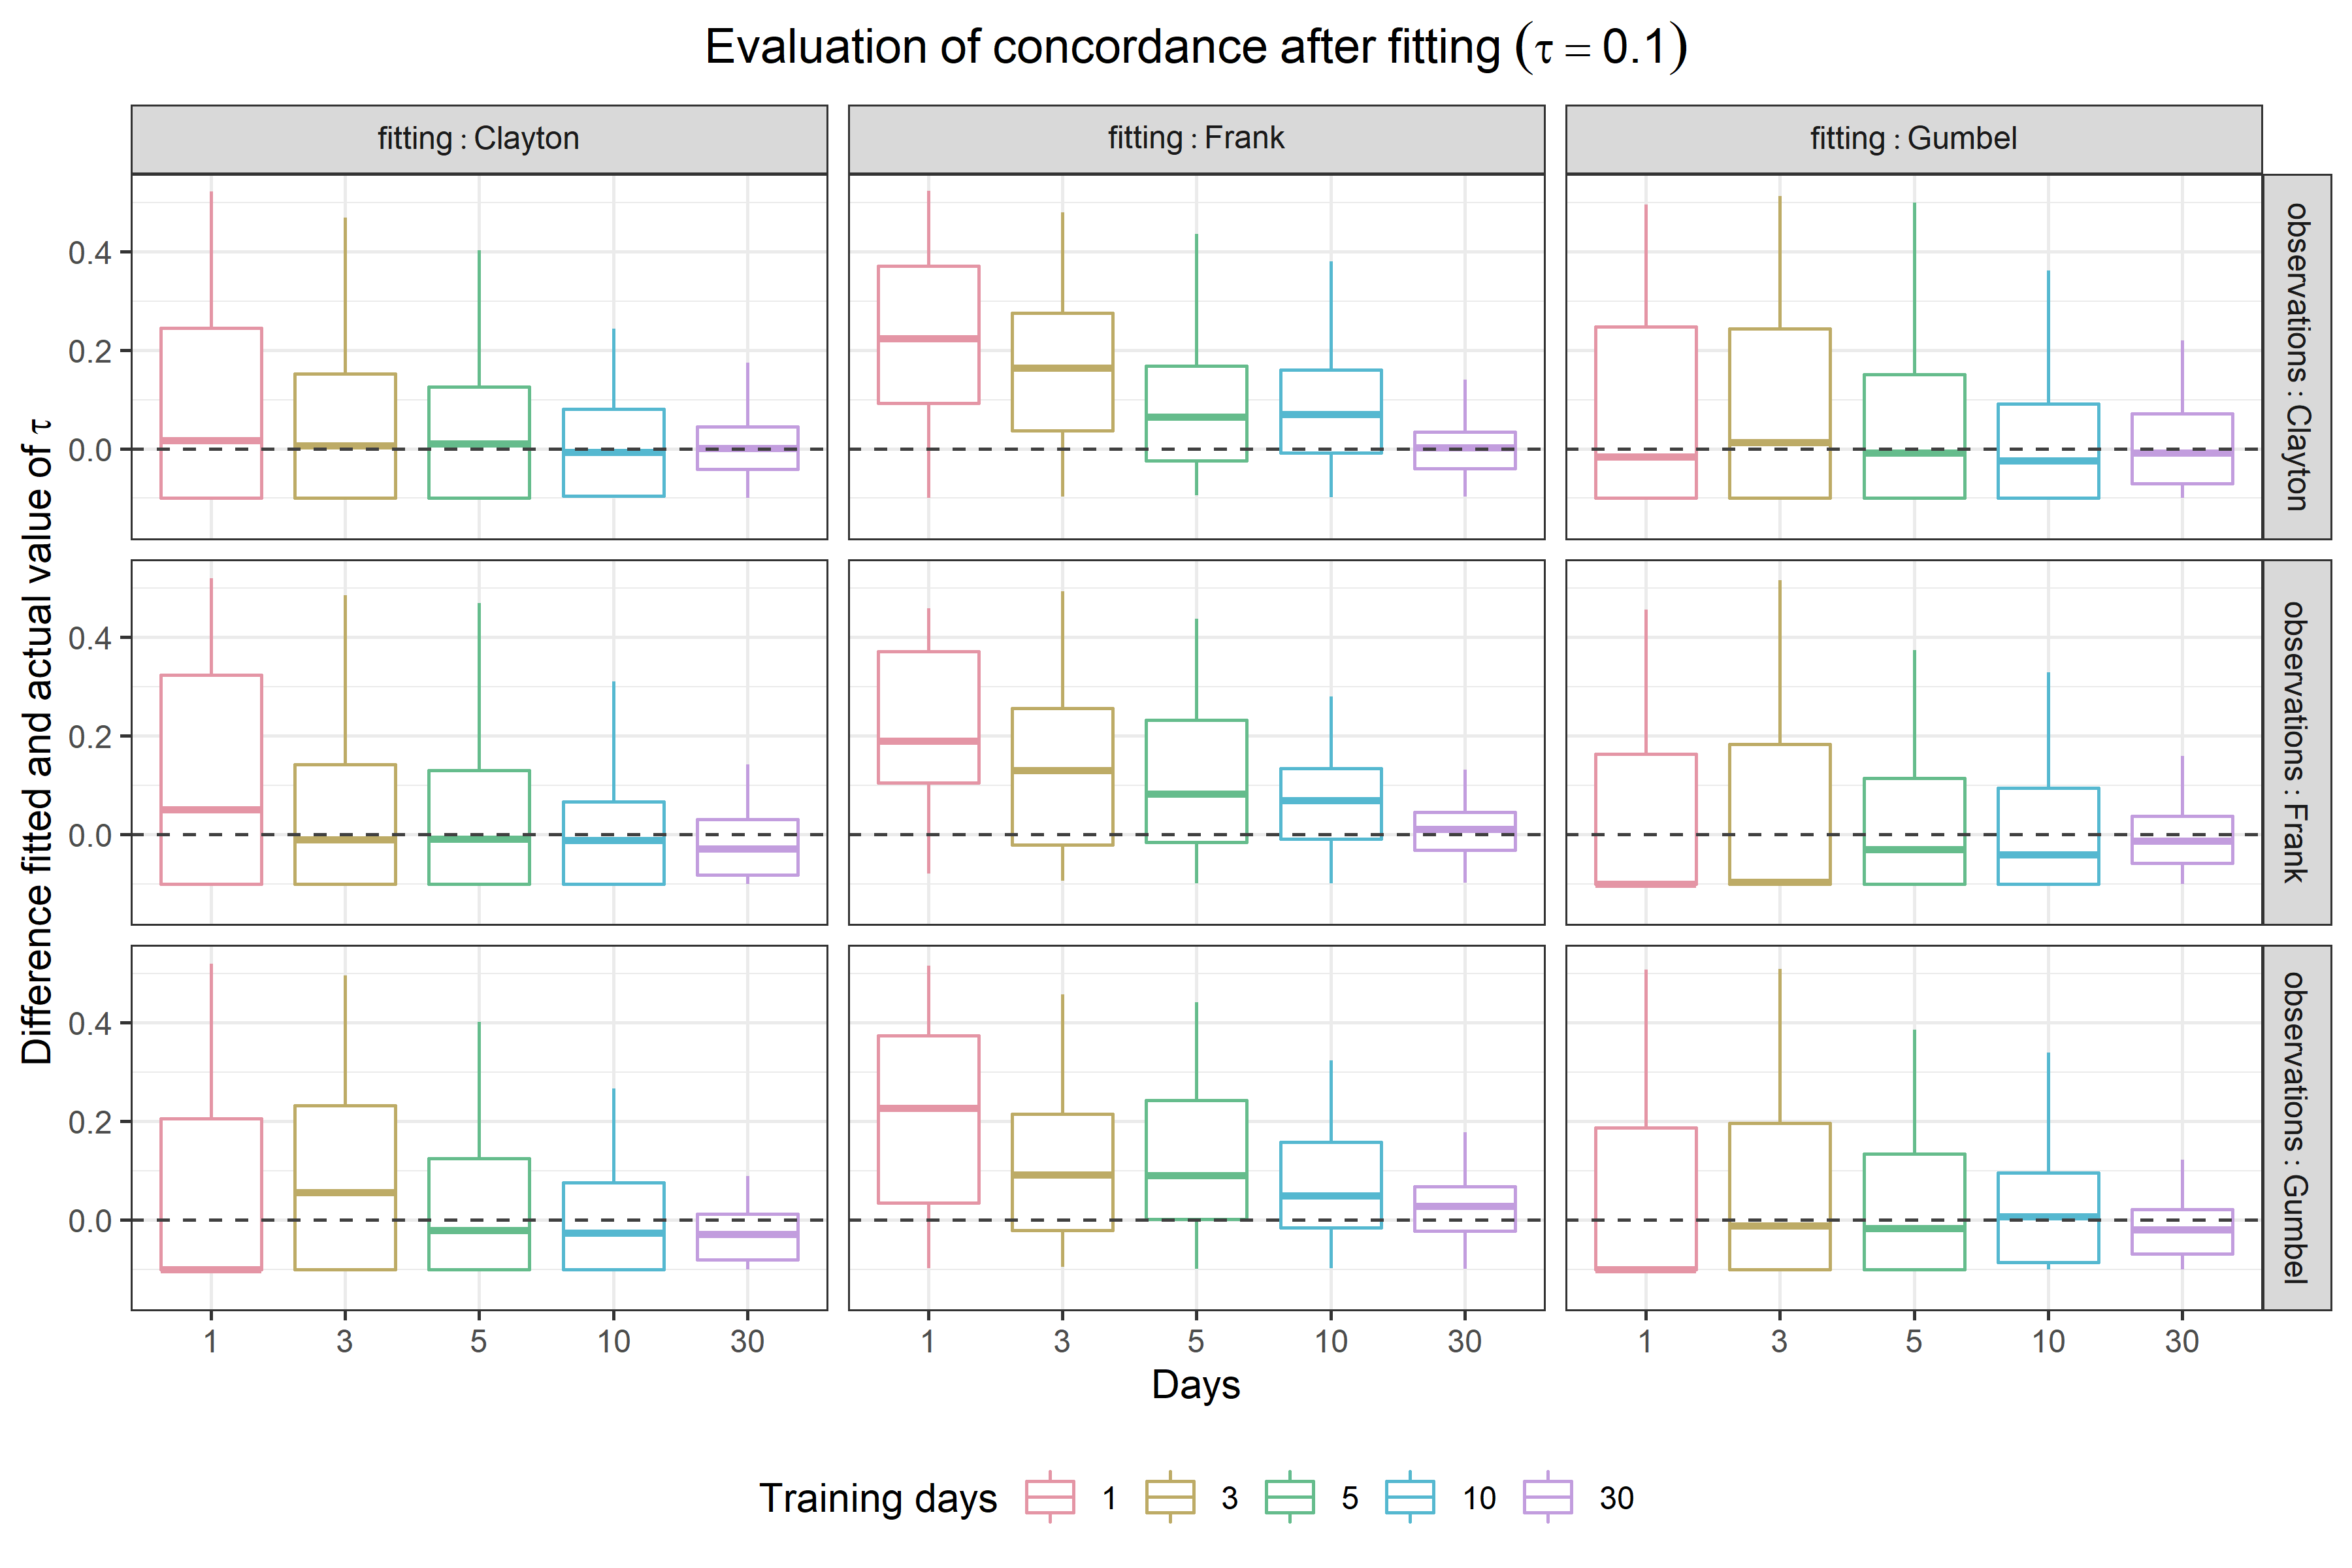 Evaluation of concordance after fitting (τ = 0.1)
fitting : Clayton
fitting : Frank
fitting : Gumbel
Difference fitted and actual value of τ
0.4
0.2
0.0
observations : Clayton
0.4
0.2
0.0
observations : Frank
0.4
0.2
0.0
observations : Gumbel
1 3 5 10 30
1 3 5 10 30
1 3 5 10 30
Days
Training days 1 3 5 10 30